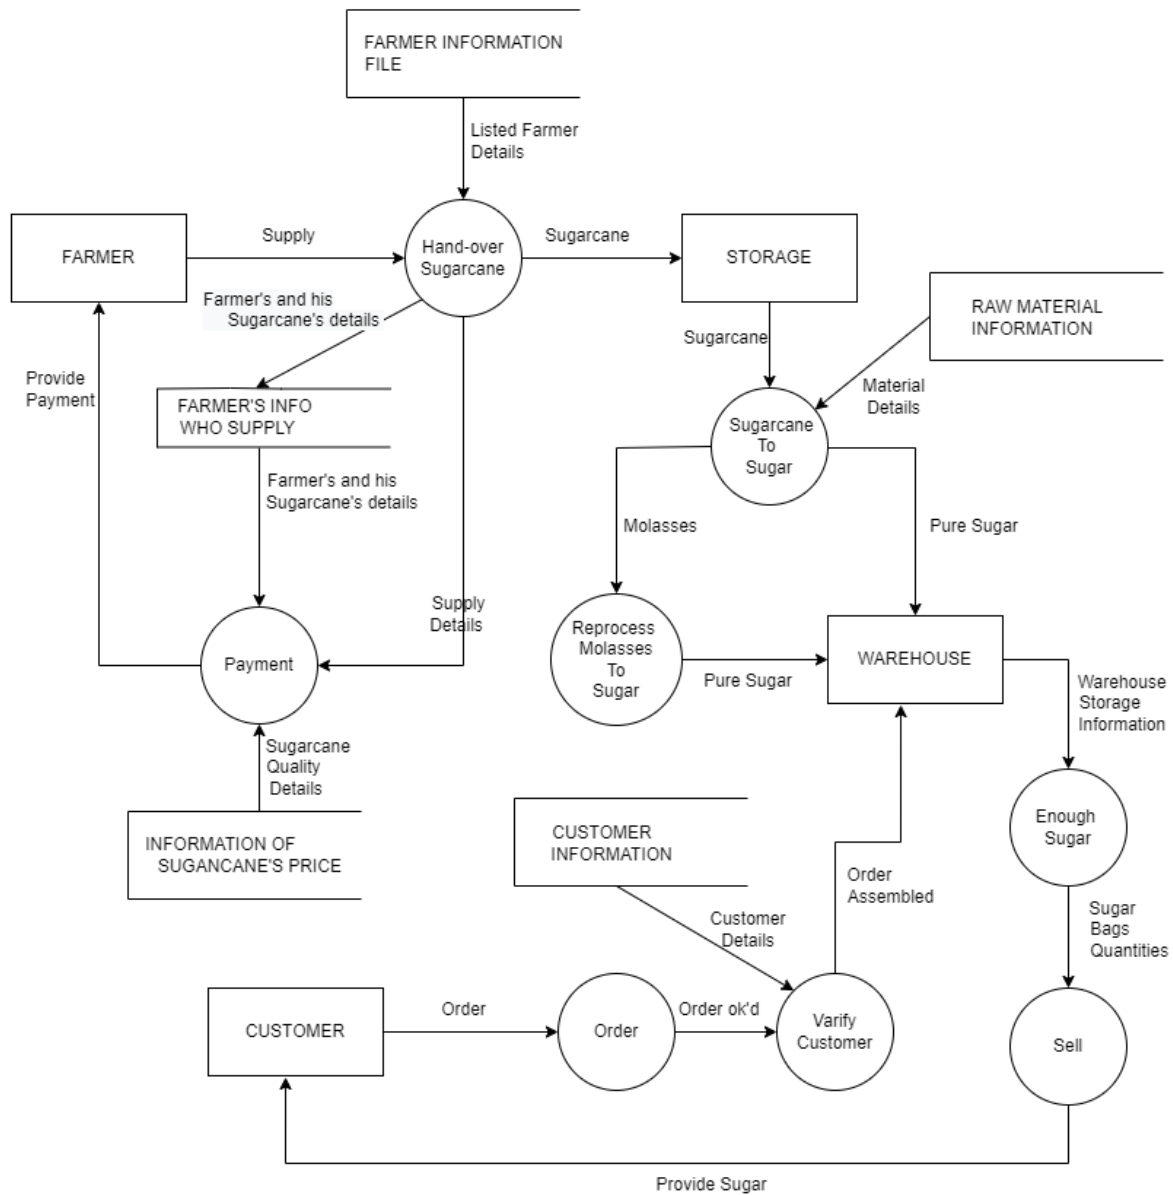 FARMER INFORMATION
FILE
Listed Farmer
Details
FARMER
Supply
Hand-over
Sugarcane
Sugarcane
STORAGE
Farmer's and his
Sugarcane's details
RAW MATERIAL
INFORMATION
Sugarcane
Provide
Payment
Material
Details
FARMER'S INFO
WHO SUPPLY
Sugarcane
To
Sugar
Farmer's and his
Sugarcane's details
Molasses
Pure Sugar
Supply
Details
Reprocess
Molasses
To
Sugar
Payment
WAREHOUSE
Pure Sugar
Warehouse
Storage
Information
Sugarcane
Quality
Details
Enough
Sugar
INFORMATION OF
SUGANCANE'S PRICE
CUSTOMER
INFORMATION
Order
Assembled
Customer
Details
Sugar
Bags
Quantities
CUSTOMER
Order
Order
Order ok'd
Varify
Customer
Sell
Provide Sugar